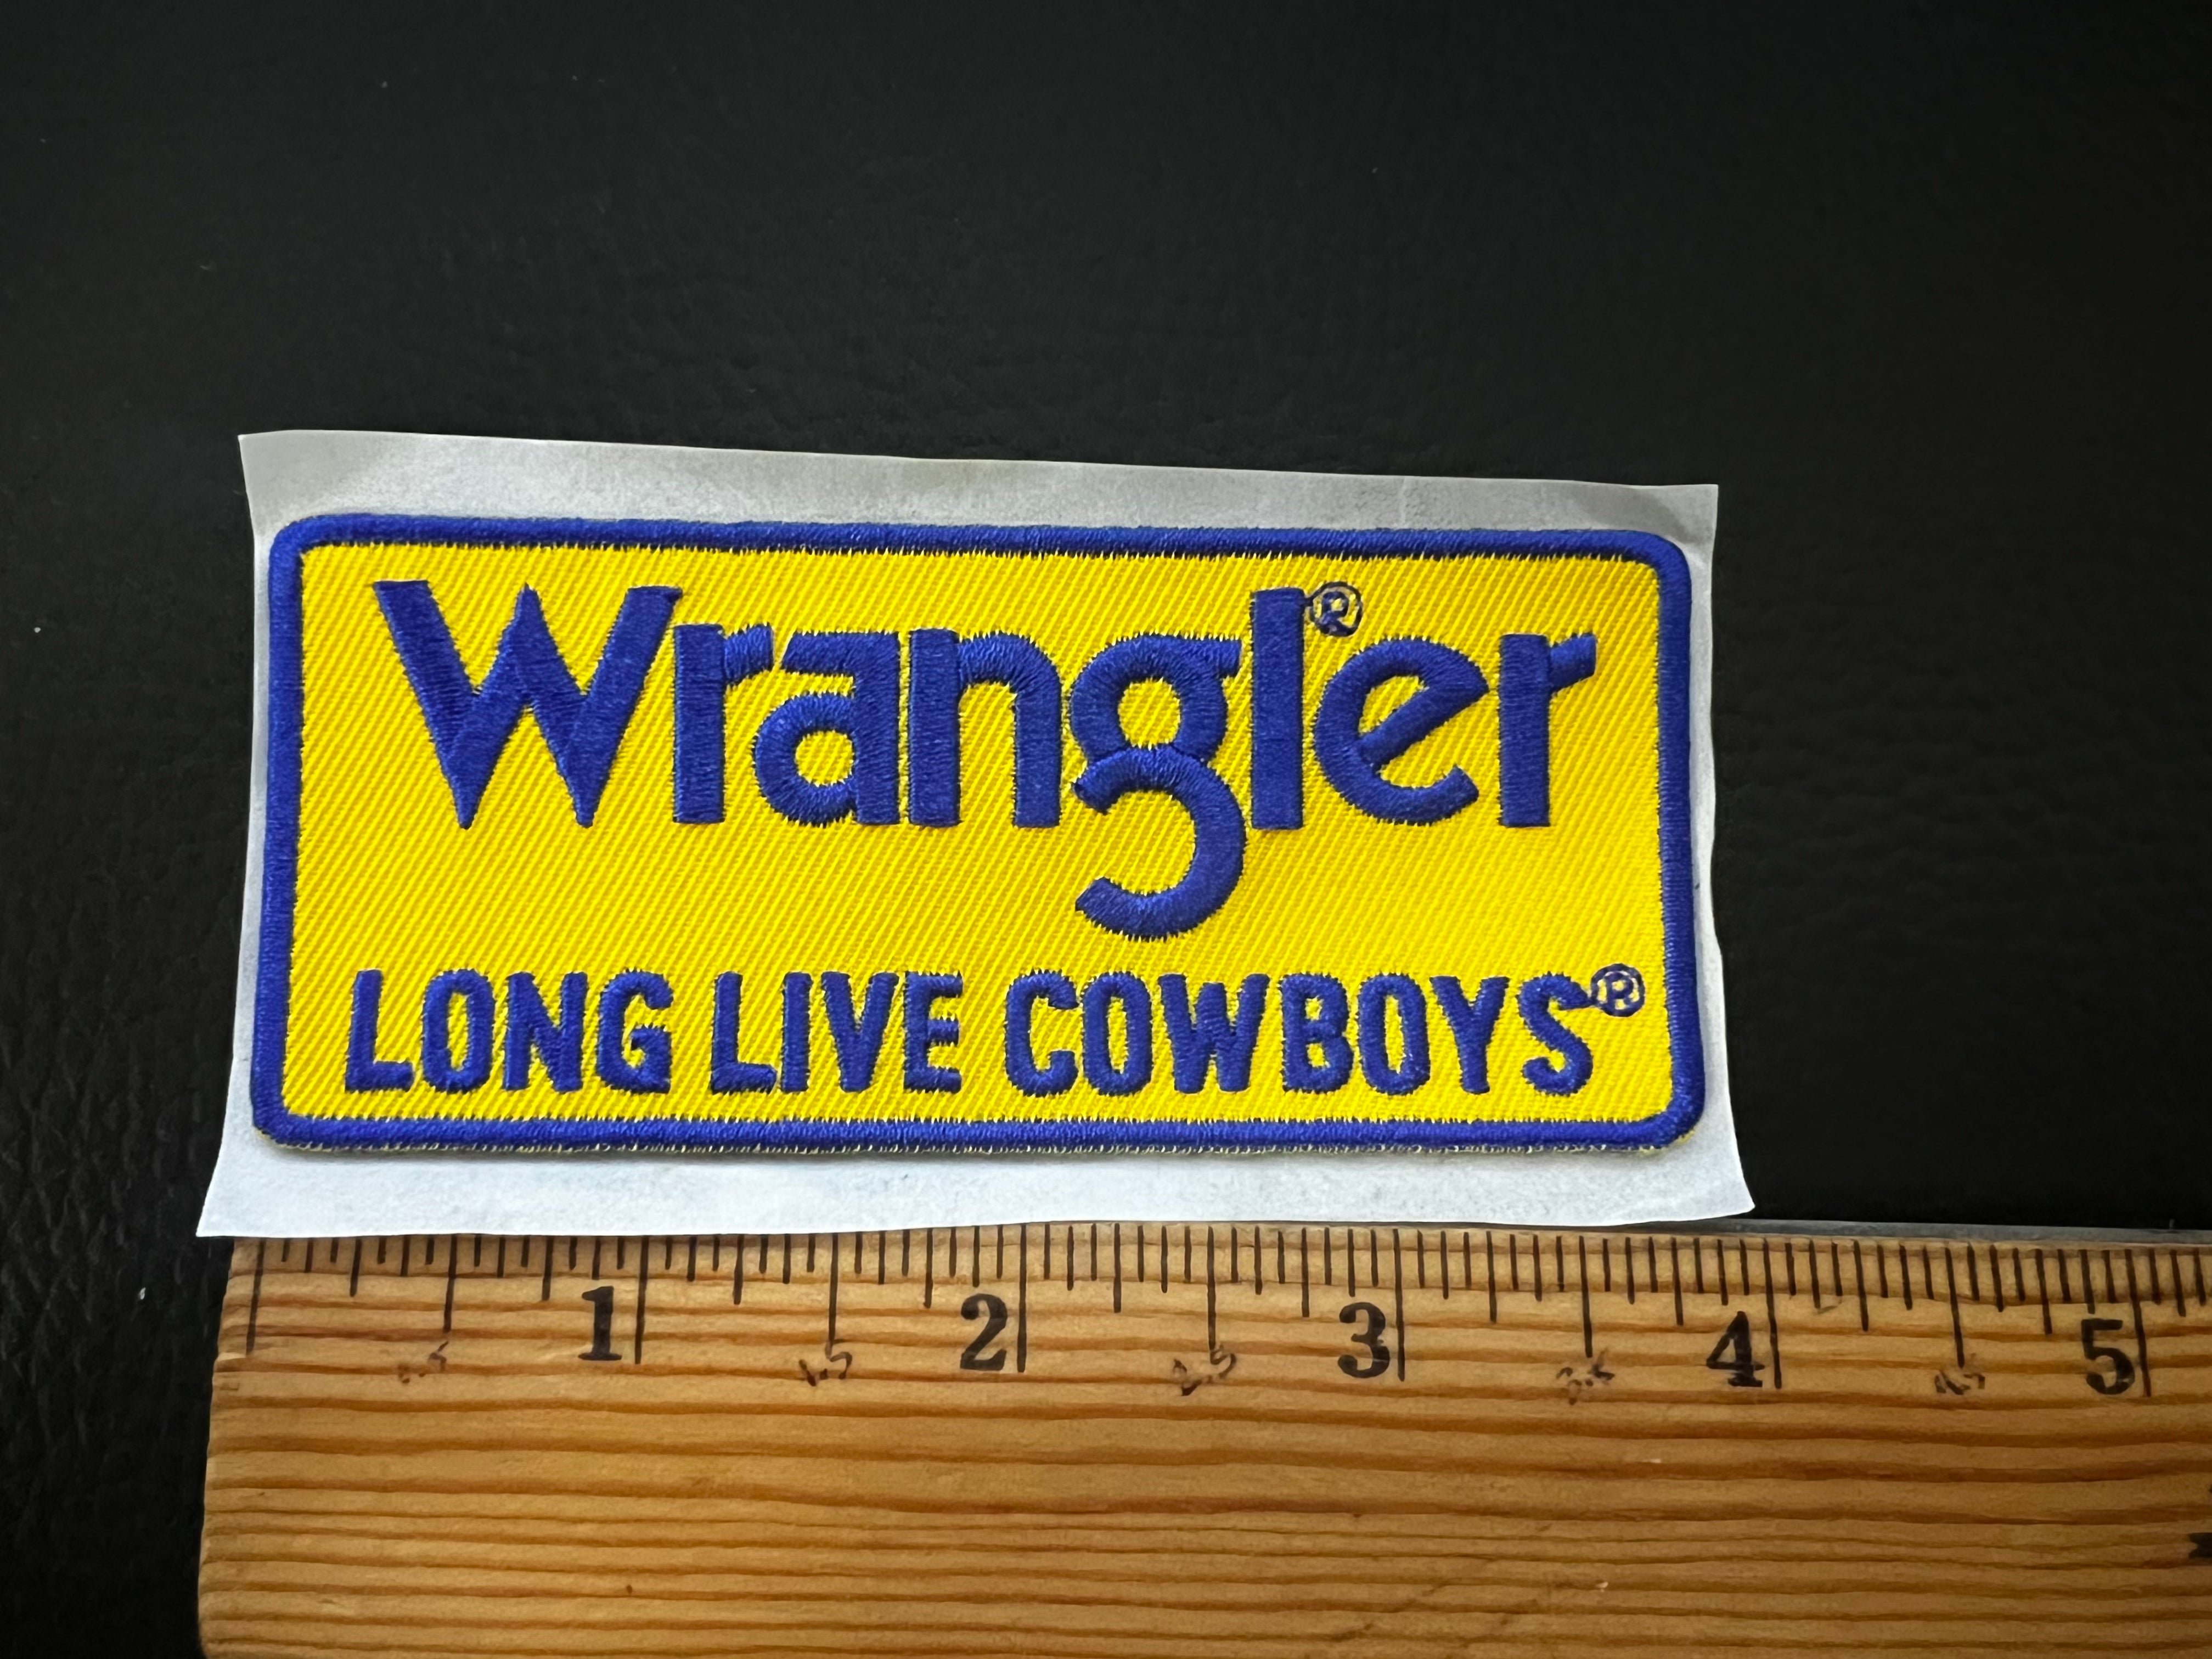 Wrangler®
LONG LIVE COWBOYS®
1 2 3 4 5